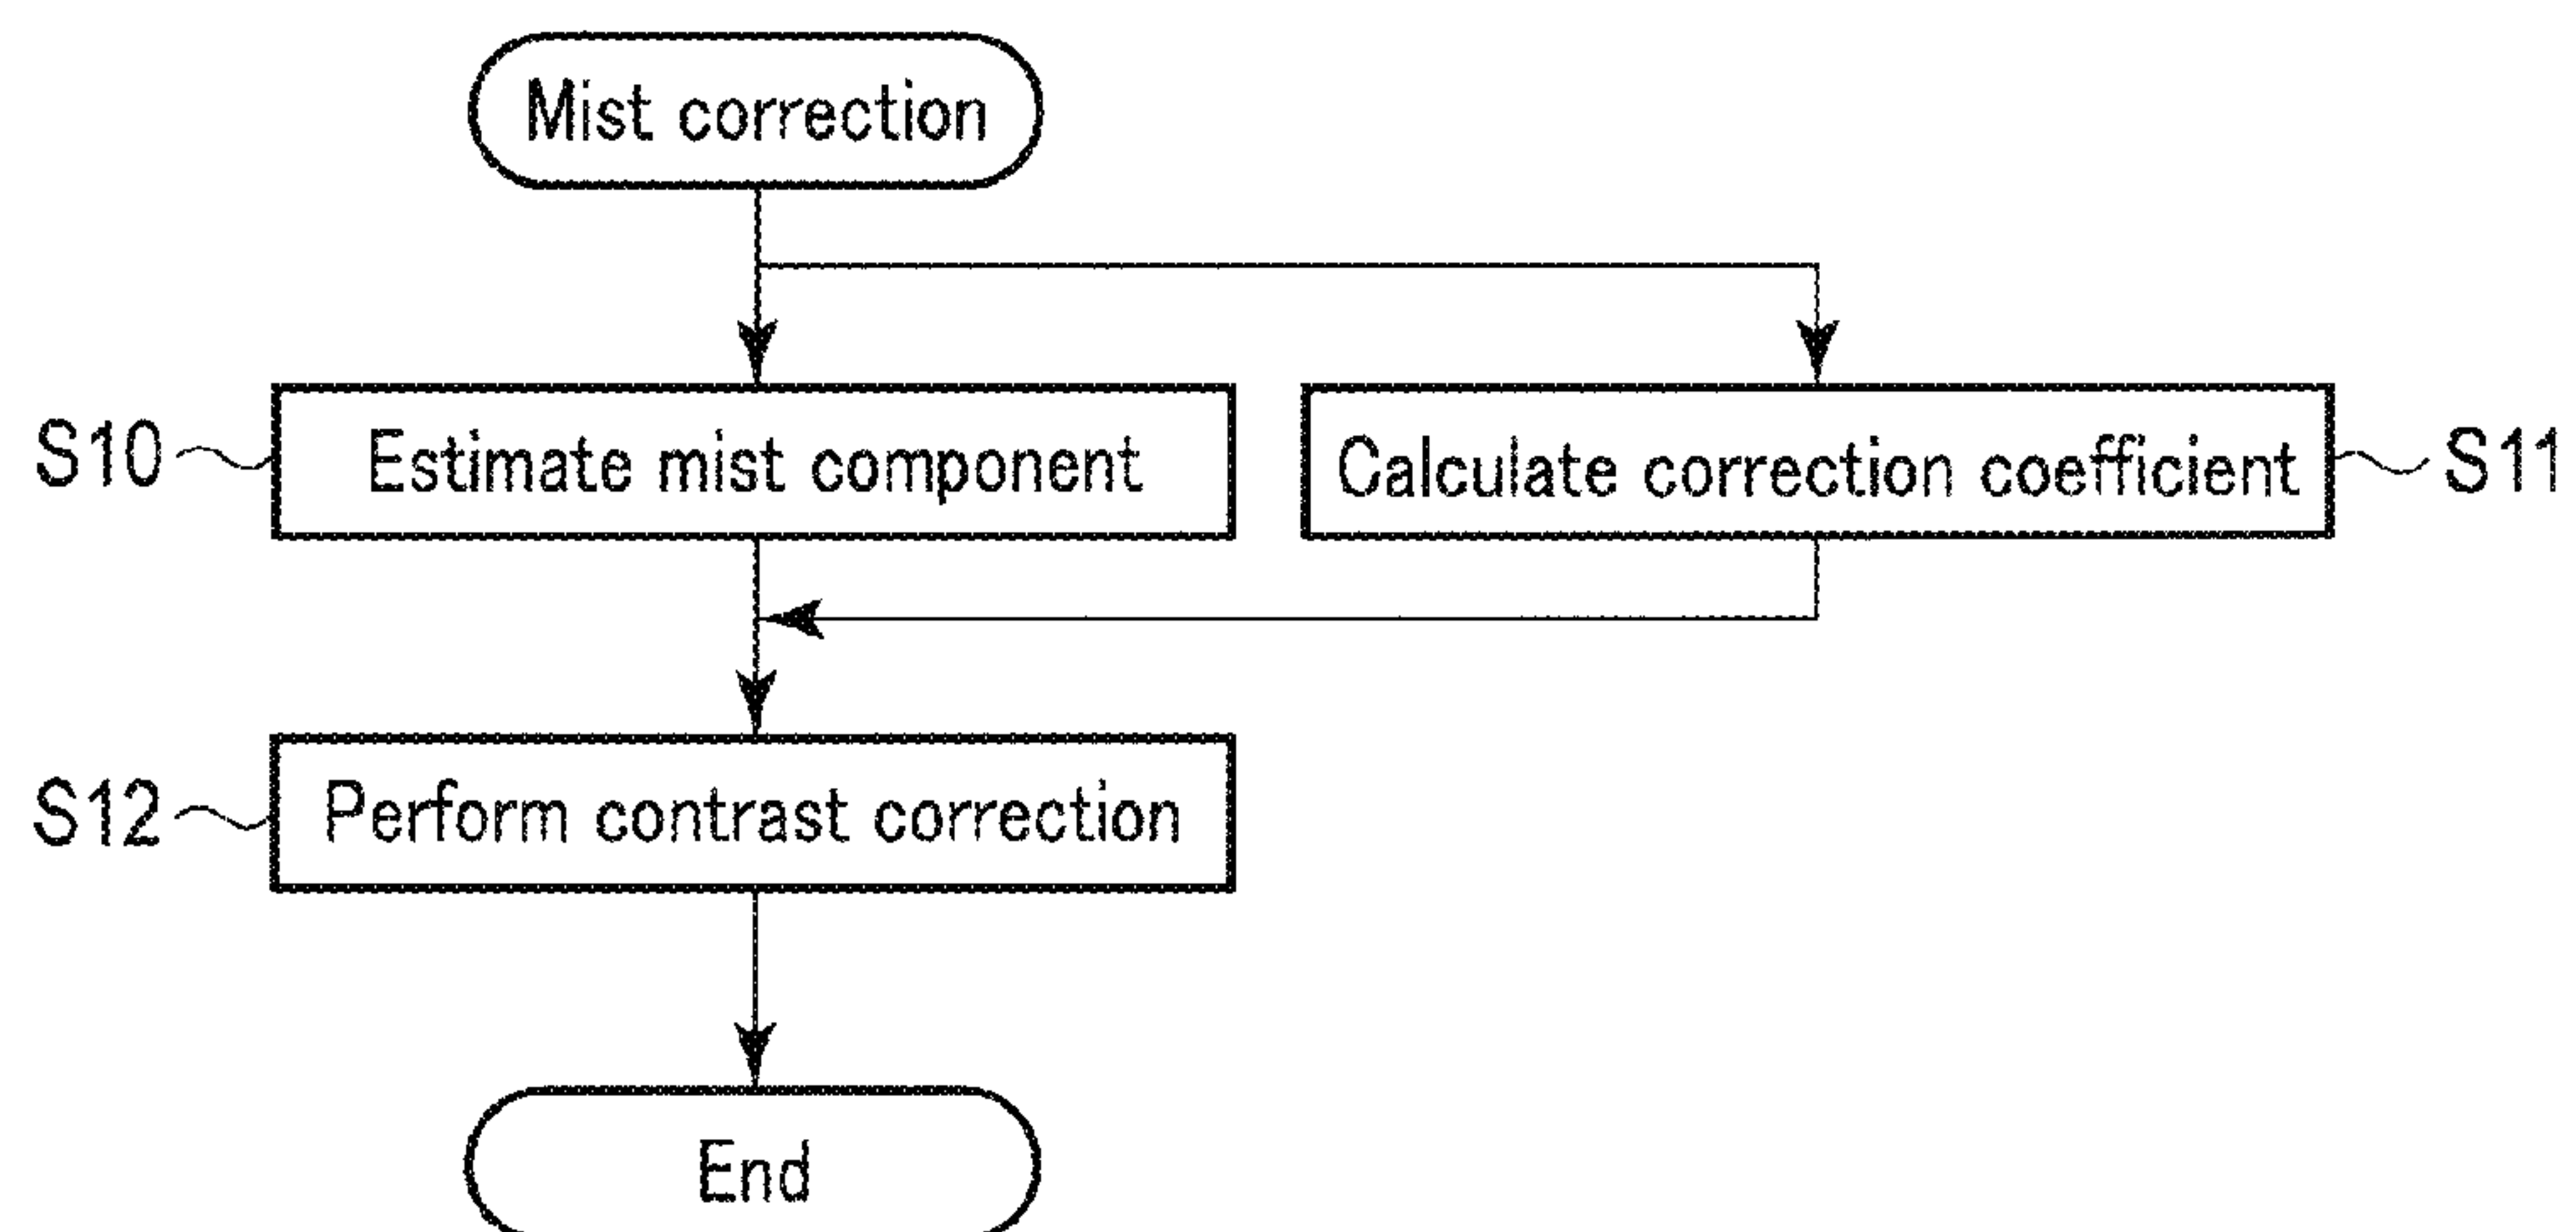 Mist correction
S10
Estimate mist component
Calculate correction coefficient
S11
S12
Perform contrast correction
End